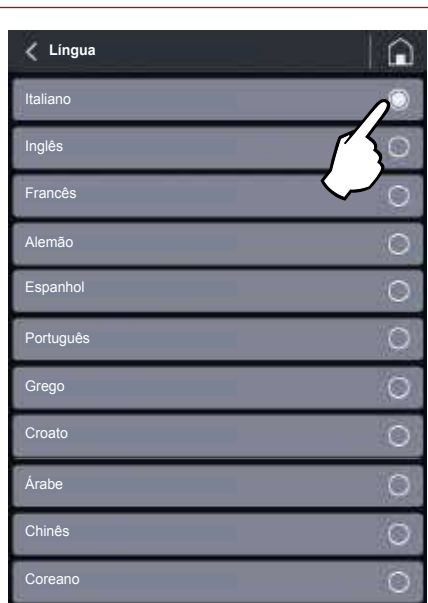 Língua
Italiano
Inglês
Francês
Alemão
Espanhol
Português
Grego
Croato
Árabe
Chinês
Coreano